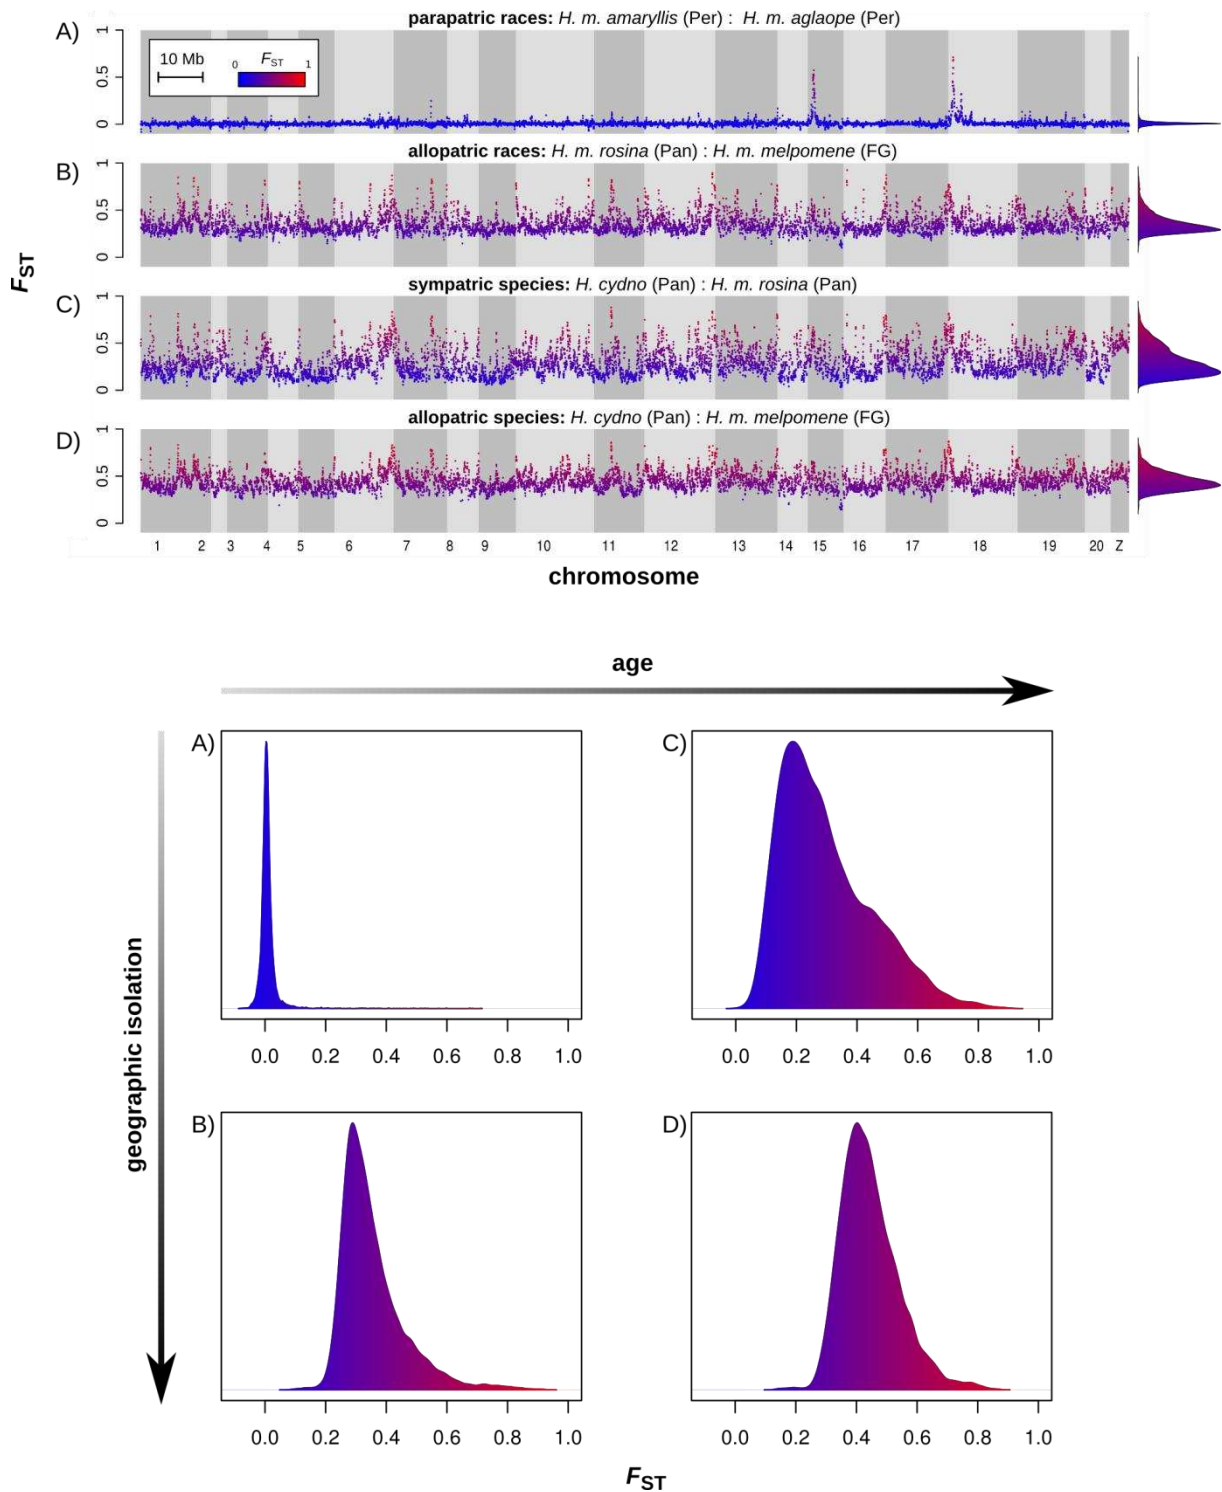 parapatric races: H. m. amaryllis (Per) : H. m. aglaope (Per)
A)
1
0.5
0
10 Mb
0 FST 1
allopatric races: H. m. rosina (Pan) : H. m. melpomene (FG)
B)
1
0.5
0
FST
sympatric species: H. cydno (Pan) : H. m. rosina (Pan)
C)
1
0.5
0
allopatric species: H. cydno (Pan) : H. m. melpomene (FG)
D)
1
0.5
0
1 2 3 4 5 6 7 8 9 10 11 12 13 14 15 16 17 18 19 20 Z
chromosome
age
geographic isolation
A)
0.0 0.2 0.4 0.6 0.8 1.0
C)
0.0 0.2 0.4 0.6 0.8 1.0
B)
0.0 0.2 0.4 0.6 0.8 1.0
D)
0.0 0.2 0.4 0.6 0.8 1.0
FST